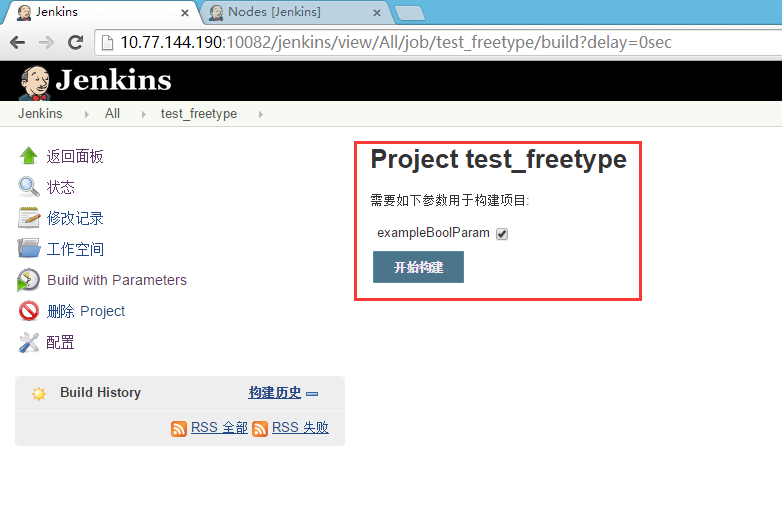 Jenkins
Nodes [Jenkins]
10.77.144.190:10082/jenkins/view/All/job/test_freetype/build?delay=0sec
Jenkins
Jenkins All test_freetype
返回面板
状态
修改记录
工作空间
Build with Parameters
删除 Project
配置
Build History 构建历史
RSS 全部 RSS 失败
Project test_freetype
需要如下参数用于构建项目:
exampleBoolParam
开始构建